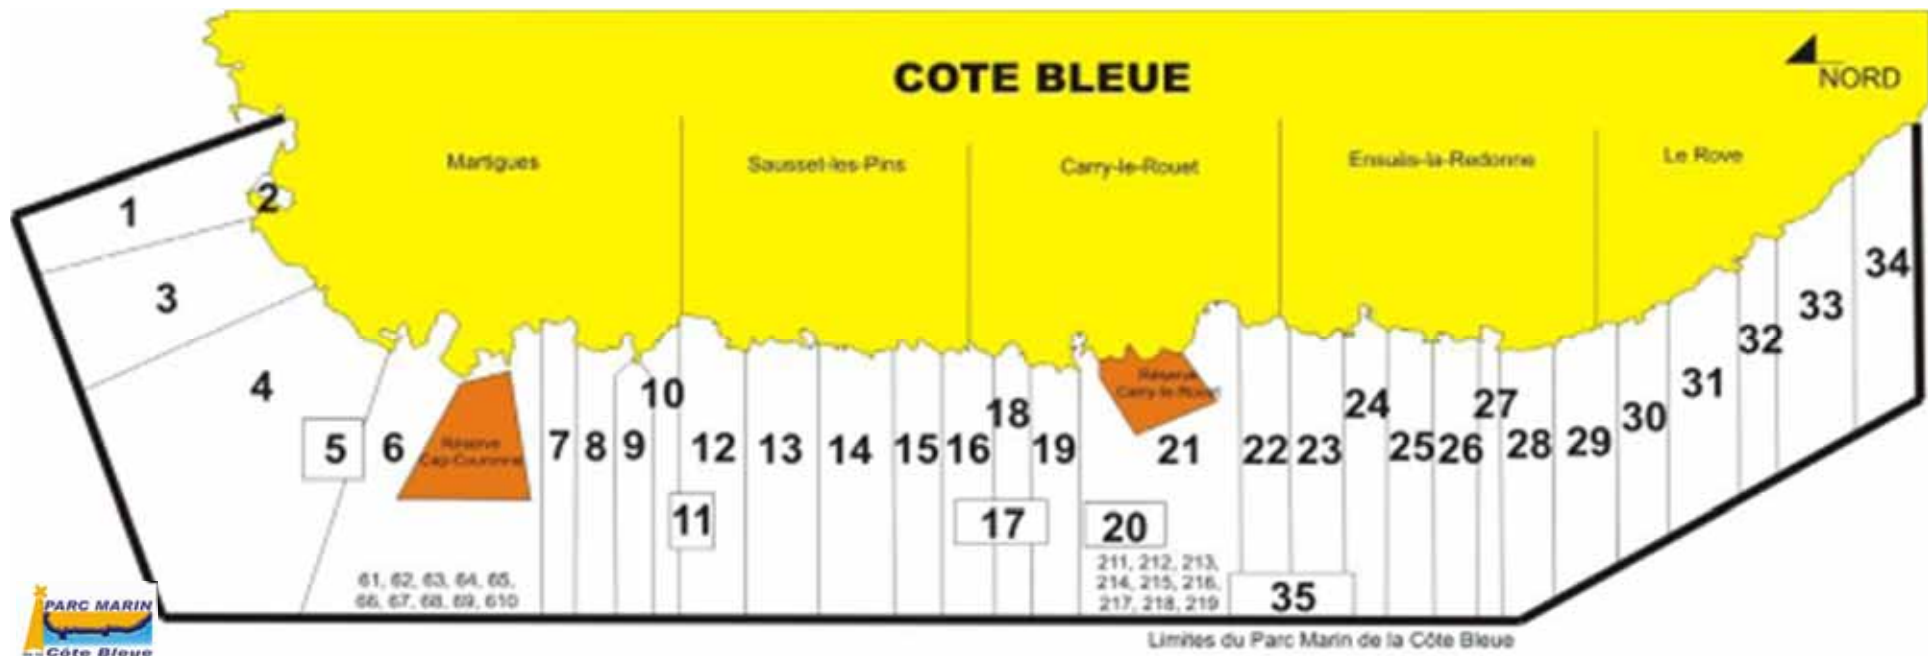 COTE BLEUE
NORD
Martigues
Sausset-les-Pins
Carry-le-Rouet
Ensuès-la-Redonne
Le Rove
1
2
3
4
5
6
Réserve
Cap-Couronne
61, 62, 63, 64, 65,
66, 67, 68, 69, 610
7
8
9
10
11
12
13
14
15
16
17
18
19
20
Réserve
Carry-le-Rouet
21
211, 212, 213,
214, 215, 216,
217, 218, 219
22
23
24
25
26
27
28
29
30
31
32
33
34
35
Limites du Parc Marin de la Côte Bleue
PARC MARIN
Côte Bleue